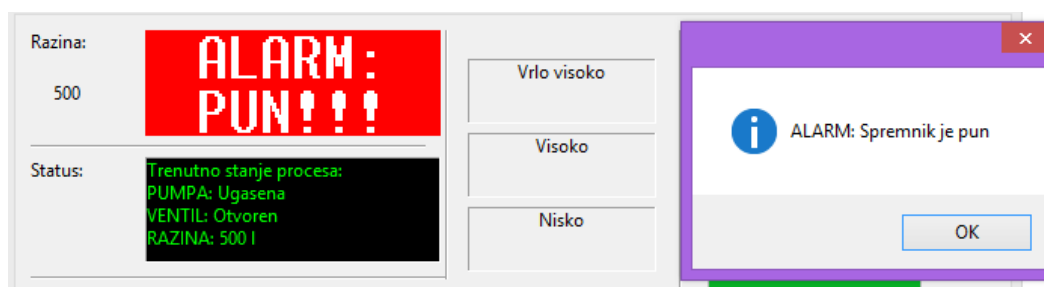 Razina:
500
ALARM:
PUN!!!
Status:
Trenutno stanje procesa:
PUMPA: Ugasena
VENTIL: Otvoren
RAZINA: 500 l
Vrlo visoko
Visoko
Nisko
ALARM: Spremnik je pun
OK